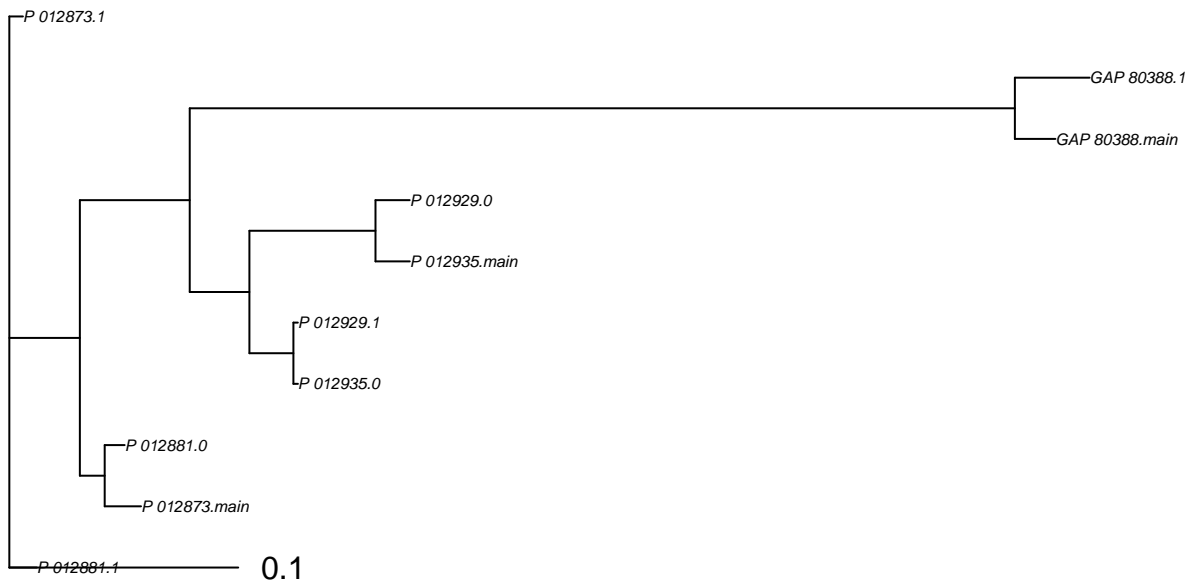 P 012873.1
GAP 80388.1
GAP 80388.main
P 012929.0
P 012935.main
P 012929.1
P 012935.0
P 012881.0
P 012873.main
P 012881.1
0.1